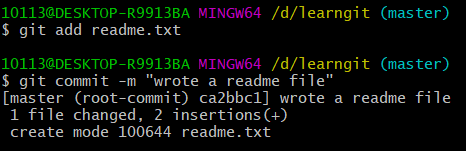 10113@DESKTOP-R9913BA MINGW64 /d/learngit (master)
$ git add readme.txt
10113@DESKTOP-R9913BA MINGW64 /d/learngit (master)
$ git commit -m "wrote a readme file"
[master (root-commit) ca2bbc1] wrote a readme file
1 file changed, 2 insertions(+)
create mode 100644 readme.txt